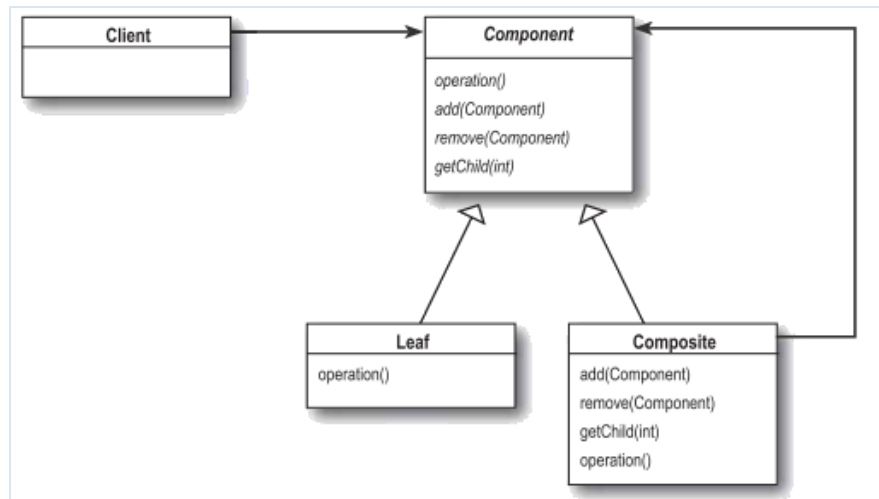 Client
Component
operation()
add(Component)
remove(Component)
getChild(int)
Leaf
operation()
Composite
add(Component)
remove(Component)
getChild(int)
operation()